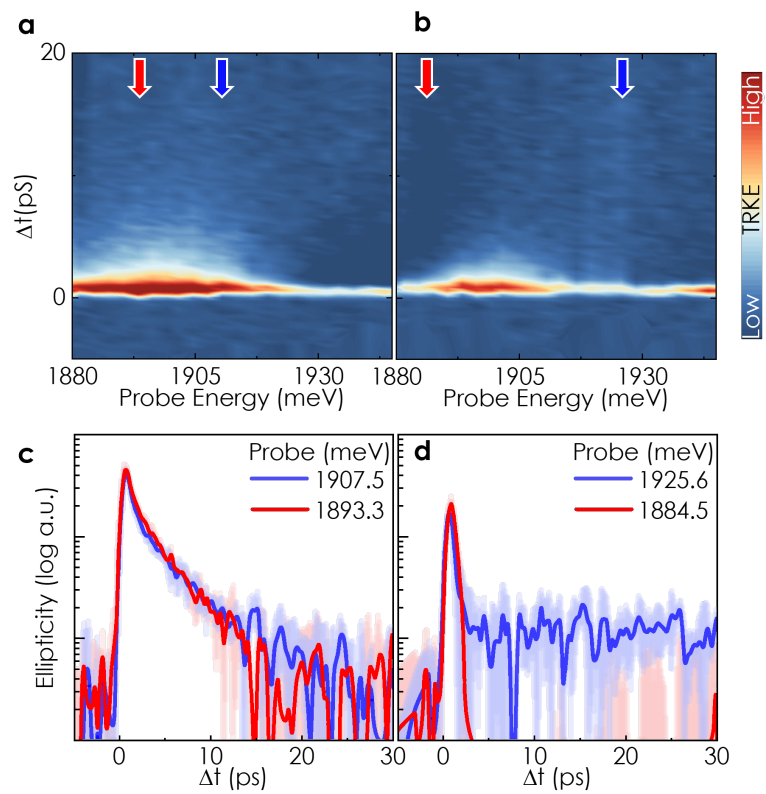 a
b
20
0
Δt(pS)
1880
1905
1930
1880
1905
1930
Probe Energy (meV)
Probe Energy (meV)
High
TRKE
Low
c
d
Probe (meV)
1907.5
1893.3
Probe (meV)
1925.6
1884.5
Ellipticity (log a.u.)
0
10
20
30
0
10
20
30
Δt (ps)
Δt (ps)